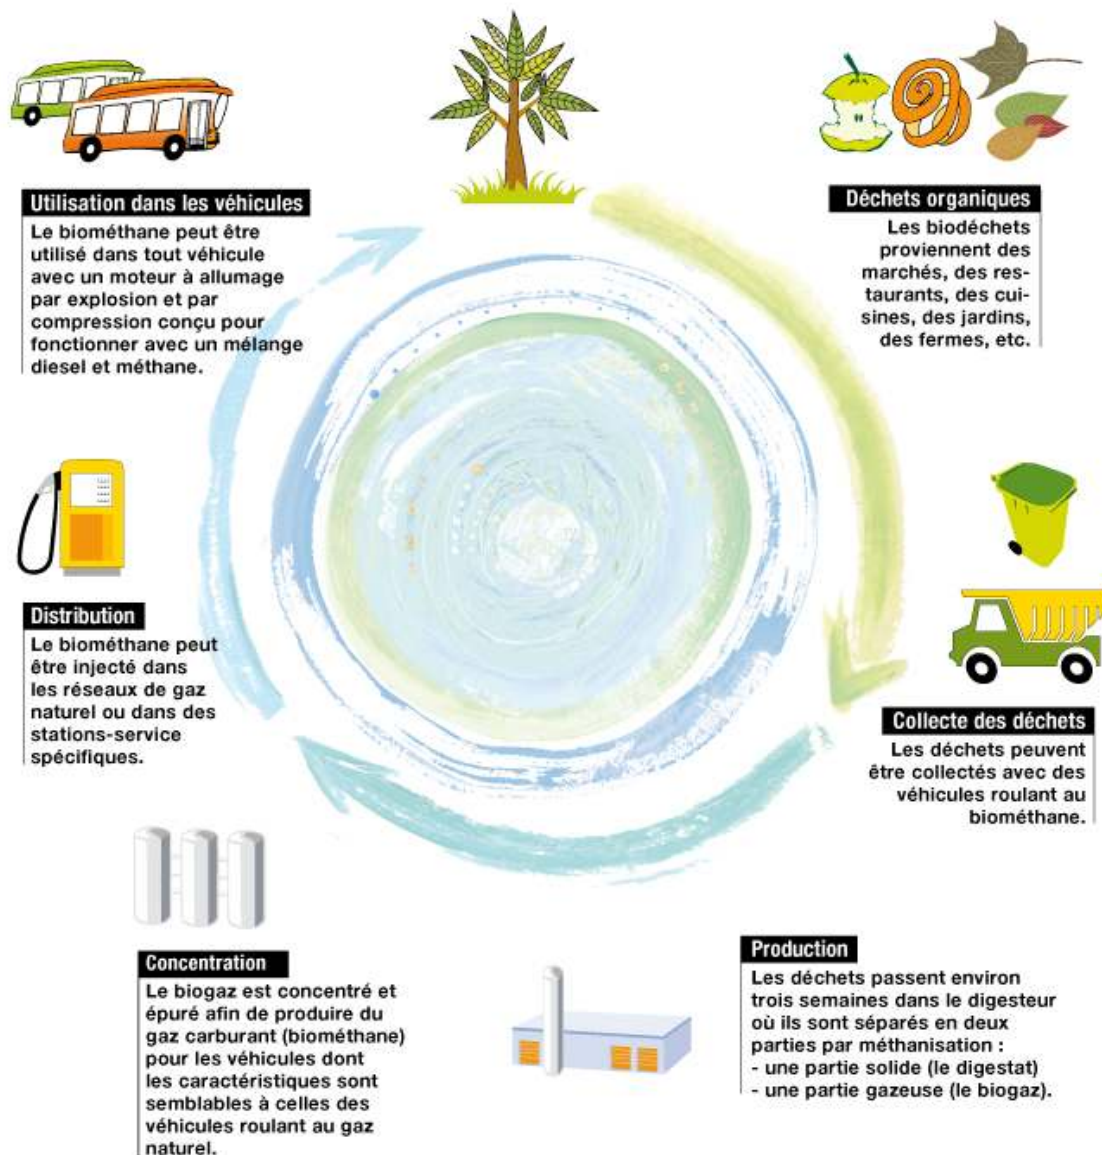 Utilisation dans les véhicules
Le biométhane peut être
utilisé dans tout véhicule
avec un moteur à allumage
par explosion et par
compression conçu pour
fonctionner avec un mélange
diesel et méthane.
Déchets organiques
Les biodéchets
proviennent des
marchés, des res-
taurants, des cui-
sines, des jardins,
des fermes, etc.
Distribution
Le biométhane peut
être injecté dans
les réseaux de gaz
naturel ou dans des
stations-service
spécifiques.
Collecte des déchets
Les déchets peuvent
être collectés avec des
véhicules roulant au
biométhane.
Concentration
Le biogaz est concentré et
épuré afin de produire du
gaz carburant (biométhane)
pour les véhicules dont
les caractéristiques sont
semblables à celles des
véhicules roulant au gaz
naturel.
Production
Les déchets passent environ
trois semaines dans le digesteur
où ils sont séparés en deux
parties par méthanisation :
- une partie solide (le digestat)
- une partie gazeuse (le biogaz).